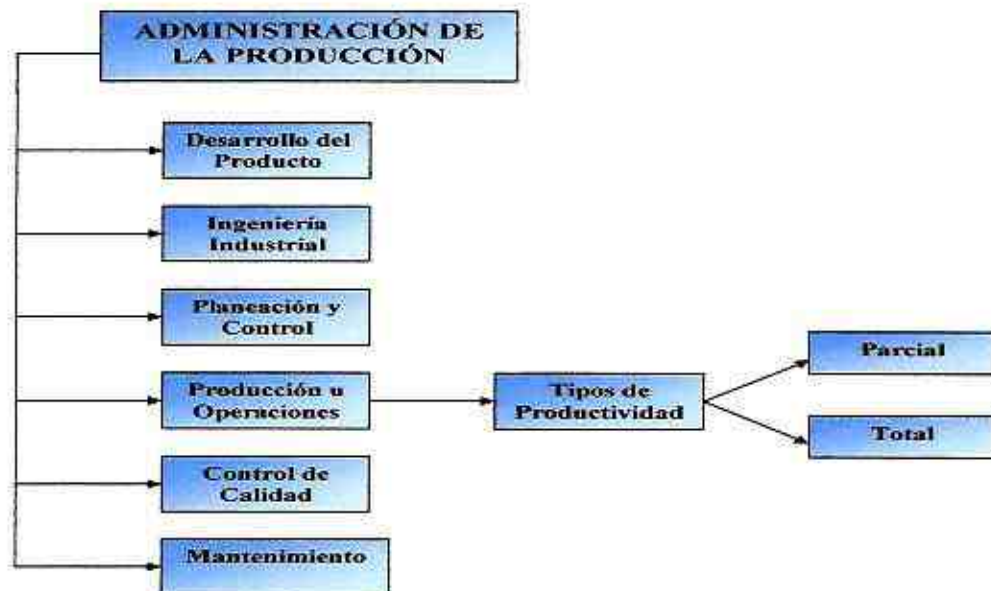 ADMINISTRACIÓN DE
LA PRODUCCIÓN
Desarrollo del
Producto
Ingeniería
Industrial
Planeación y
Control
Producción u
Operaciones
Tipos de
Productividad
Parcial
Total
Control de
Calidad
Mantenimiento